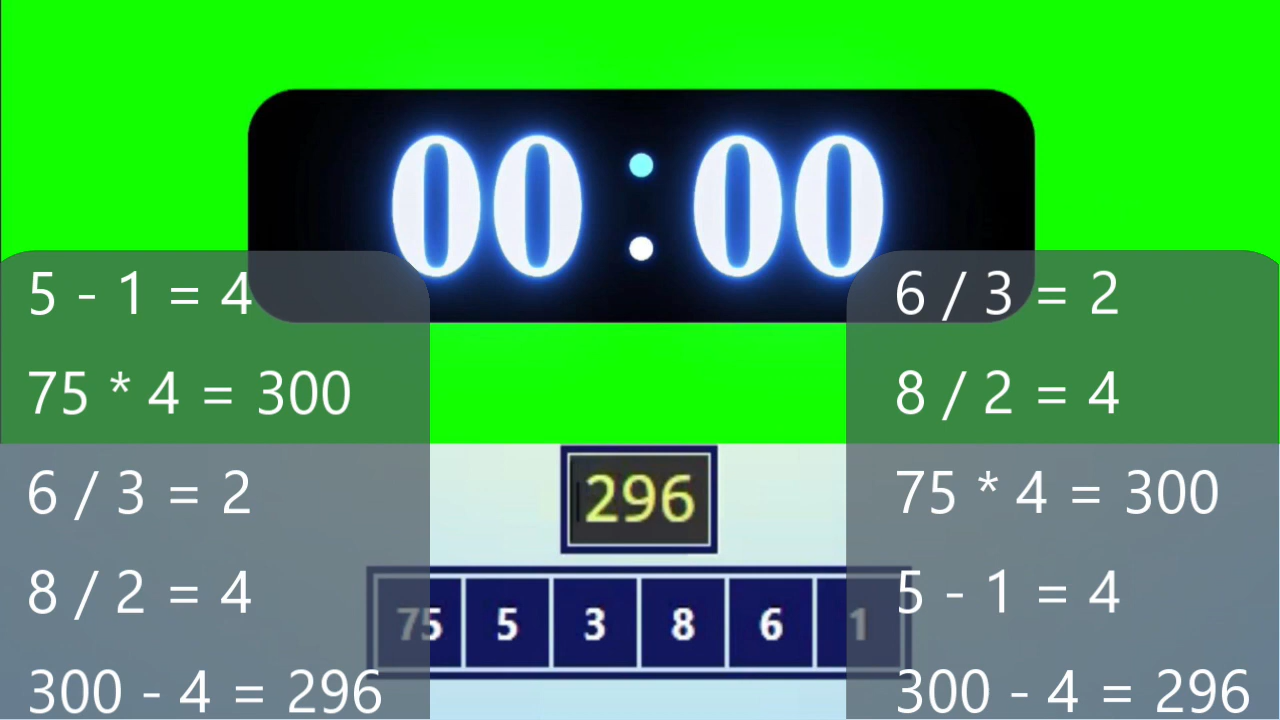 00:00
5 - 1 = 4
75 * 4 = 300
6 / 3 = 2
8 / 2 = 4
300 - 4 = 296
6 / 3 = 2
8 / 2 = 4
75 * 4 = 300
5 - 1 = 4
300 - 4 = 296
296
75 5 3 8 6 1